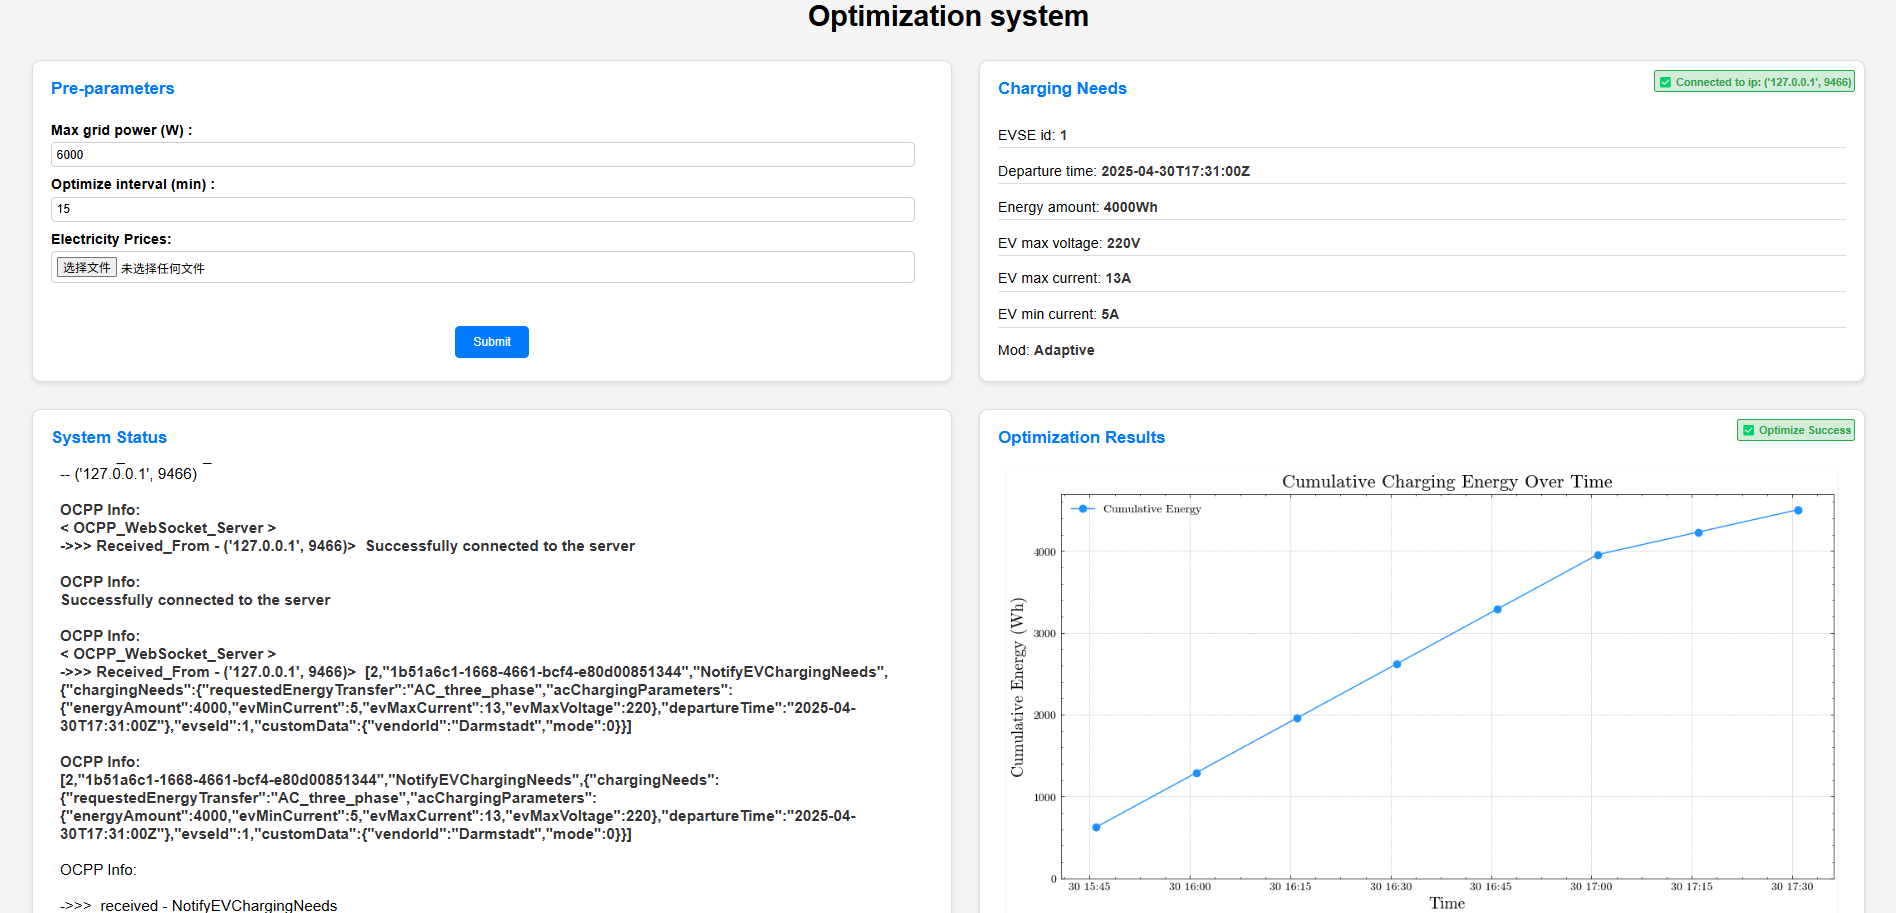 Optimization system
Pre-parameters
Max grid power (W) :
6000
Optimize interval (min) :
15
Electricity Prices:
选择文件 未选择任何文件
Submit
Charging Needs
✅ Connected to ip: ('127.0.0.1', 9466)
EVSE id: 1
Departure time: 2025-04-30T17:31:00Z
Energy amount: 4000Wh
EV max voltage: 220V
EV max current: 13A
EV min current: 5A
Mod: Adaptive
System Status
-- ('127.0.0.1', 9466)
OCPP Info:
< OCPP_WebSocket_Server >
->>> Received_From - ('127.0.0.1', 9466)> Successfully connected to the server
OCPP Info:
Successfully connected to the server
OCPP Info:
< OCPP_WebSocket_Server >
->>> Received_From - ('127.0.0.1', 9466)> [2,"1b51a6c1-1668-4661-bcf4-e80d00851344","NotifyEVChargingNeeds",
{"chargingNeeds":{"requestedEnergyTransfer":"AC_three_phase","acChargingParameters":
{"energyAmount":4000,"evMinCurrent":5,"evMaxCurrent":13,"evMaxVoltage":220},"departureTime":"2025-04-
30T17:31:00Z"},"evseId":1,"customData":{"vendorId":"Darmstadt","mode":0}}]
OCPP Info:
[2,"1b51a6c1-1668-4661-bcf4-e80d00851344","NotifyEVChargingNeeds",{"chargingNeeds":
{"requestedEnergyTransfer":"AC_three_phase","acChargingParameters":
{"energyAmount":4000,"evMinCurrent":5,"evMaxCurrent":13,"evMaxVoltage":220},"departureTime":"2025-04-
30T17:31:00Z"},"evseId":1,"customData":{"vendorId":"Darmstadt","mode":0}}]
OCPP Info:
->>> received - NotifyEVChargingNeeds
Optimization Results
✅ Optimize Success
Cumulative Charging Energy Over Time
Cumulative Energy
Cumulative Energy (Wh)
4000
3000
2000
1000
0
30 15:45
30 16:00
30 16:15
30 16:30
30 16:45
30 17:00
30 17:15
30 17:30
Time